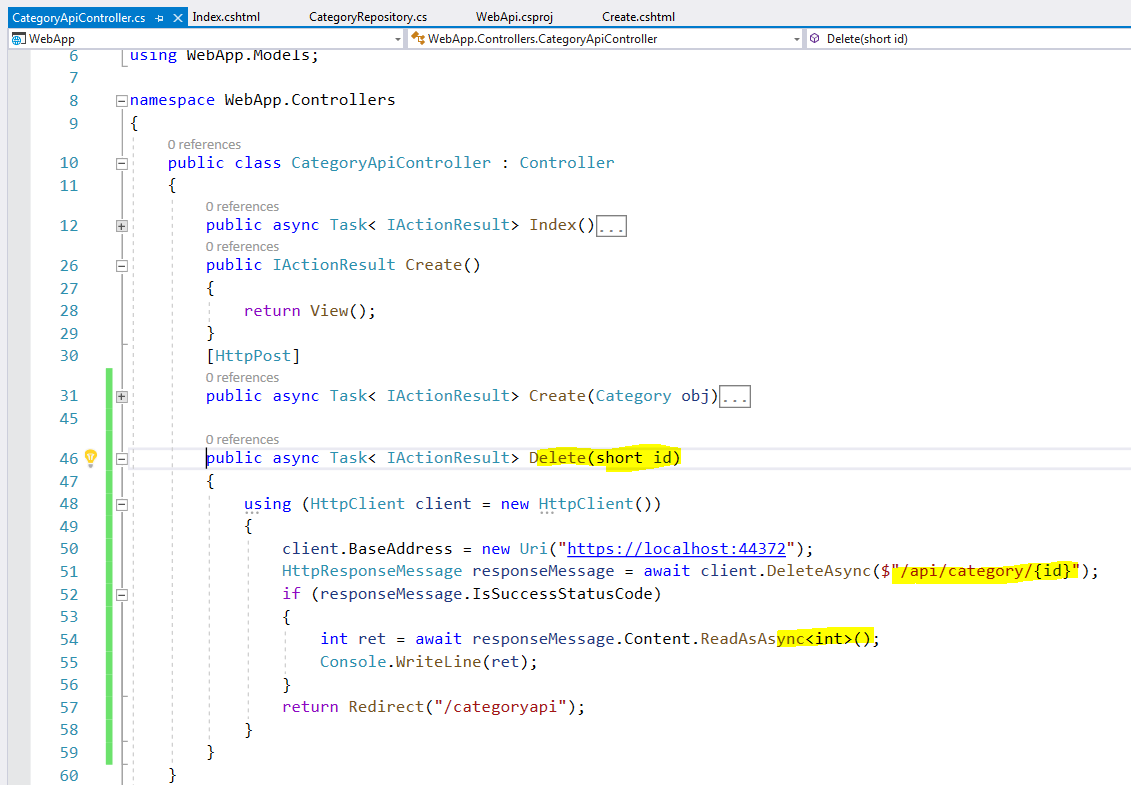 CategoryApiController.cs Index.cshtml CategoryRepository.cs WebApi.csproj Create.cshtml
WebApp WebApp.Controllers.CategoryApiController Delete(short id)
6 using WebApp.Models;
7
8 namespace WebApp.Controllers
9 {
0 references
10 public class CategoryApiController : Controller
11 {
0 references
12 public async Task< IActionResult> Index()...
0 references
26 public IActionResult Create()
27 {
28 return View();
29 }
30 [HttpPost]
0 references
31 public async Task< IActionResult> Create(Category obj)...
45
0 references
46 public async Task< IActionResult> Delete(short id)
47 {
48 using (HttpClient client = new HttpClient())
49 {
50 client.BaseAddress = new Uri("https://localhost:44372");
51 HttpResponseMessage responseMessage = await client.DeleteAsync($"/api/category/{id}");
52 if (responseMessage.IsSuccessStatusCode)
53 {
54 int ret = await responseMessage.Content.ReadAsAsync<int>();
55 Console.WriteLine(ret);
56 }
57 return Redirect("/categoryapi");
58 }
59 }
60 }